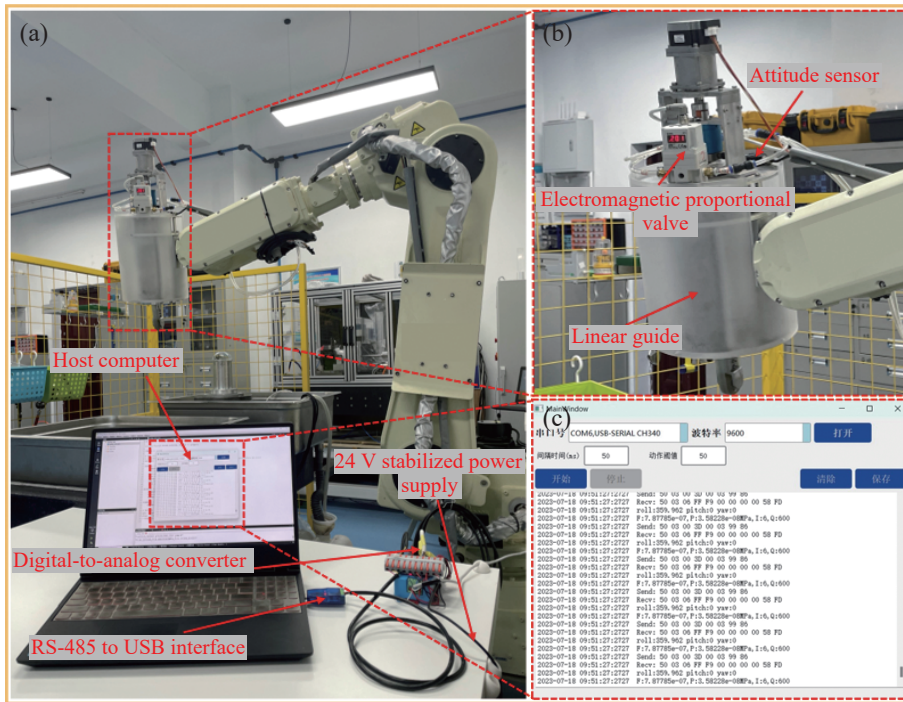 (a)
Host computer
24 V stabilized power
supply
Digital-to-analog converter
RS-485 to USB interface
(b)
Attitude sensor
Electromagnetic proportional
valve
Linear guide
(c)
MainWindow
串口号 COM6,USB-SERIAL CH340 波特率 9600 打开
间隔时间(ms) 50 动作阈值 50
开始 停止 清除 保存
2023-07-18 09:51:27:2727 Send: 50 03 00 3D 00 03 99 86
2023-07-18 09:51:27:2727 Recv: 50 03 06 FF F9 00 00 00 00 58 FD
2023-07-18 09:51:27:2727 roll:359.962 pitch:0 yaw:0
2023-07-18 09:51:27:2727 F:7.87785e-07,P:3.58228e-08MPa,I:6,Q:600
2023-07-18 09:51:27:2727 Send: 50 03 00 3D 00 03 99 86
2023-07-18 09:51:27:2727 Recv: 50 03 06 FF F9 00 00 00 00 58 FD
2023-07-18 09:51:27:2727 roll:359.962 pitch:0 yaw:0
2023-07-18 09:51:27:2727 F:7.87785e-07,P:3.58228e-08MPa,I:6,Q:600
2023-07-18 09:51:27:2727 Send: 50 03 00 3D 00 03 99 86
2023-07-18 09:51:27:2727 Recv: 50 03 06 FF F9 00 00 00 00 58 FD
2023-07-18 09:51:27:2727 roll:359.962 pitch:0 yaw:0
2023-07-18 09:51:27:2727 F:7.87785e-07,P:3.58228e-08MPa,I:6,Q:600
2023-07-18 09:51:27:2727 Send: 50 03 00 3D 00 03 99 86
2023-07-18 09:51:27:2727 Recv: 50 03 06 FF F9 00 00 00 00 58 FD
2023-07-18 09:51:27:2727 roll:359.962 pitch:0 yaw:0
2023-07-18 09:51:27:2727 F:7.87785e-07,P:3.58228e-08MPa,I:6,Q:600
2023-07-18 09:51:27:2727 Send: 50 03 00 3D 00 03 99 86
2023-07-18 09:51:27:2727 Recv: 50 03 06 FF F9 00 00 00 00 58 FD
2023-07-18 09:51:27:2727 roll:359.962 pitch:0 yaw:0
2023-07-18 09:51:27:2727 F:7.87785e-07,P:3.58228e-08MPa,I:6,Q:600